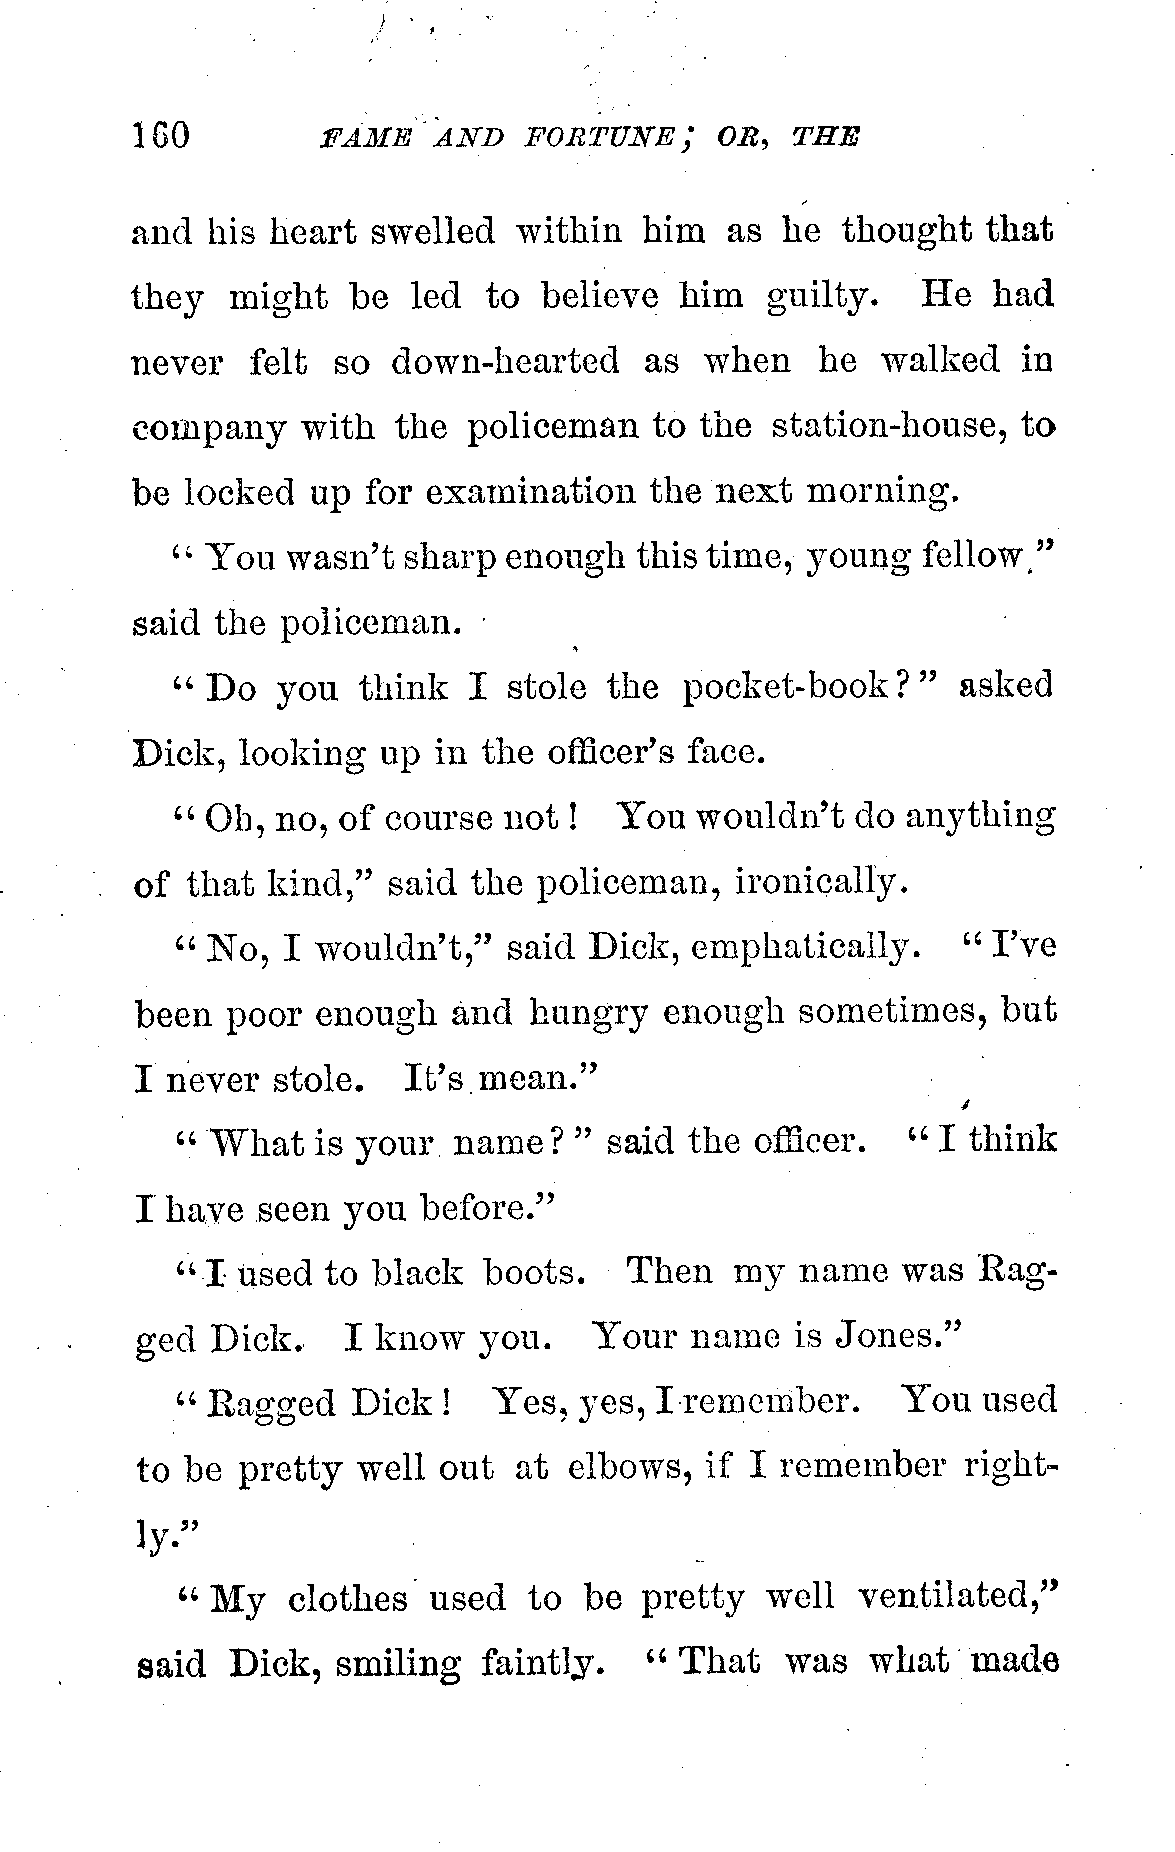 160 FAME AND FORTUNE; OR, THE
and his heart swelled within him as he thought that
they might be led to believe him guilty. He had
never felt so down-hearted as when he walked in
company with the policeman to the station-house, to
be locked up for examination the next morning.
“ You wasn’t sharp enough this time, young fellow,”
said the policeman.
“ Do you think I stole the pocket-book? ” asked
Dick, looking up in the officer’s face.
“ Oh, no, of course not! You wouldn’t do anything
of that kind,” said the policeman, ironically.
“ No, I wouldn’t,” said Dick, emphatically. “ I’ve
been poor enough and hungry enough sometimes, but
I never stole. It’s mean.”
“ What is your name? ” said the officer. “ I think
I have seen you before.”
“ I used to black boots. Then my name was Rag-
ged Dick. I know you. Your name is Jones.”
“ Ragged Dick! Yes, yes, I remember. You used
to be pretty well out at elbows, if I remember right-
ly.”
“ My clothes used to be pretty well ventilated,”
said Dick, smiling faintly. “ That was what made